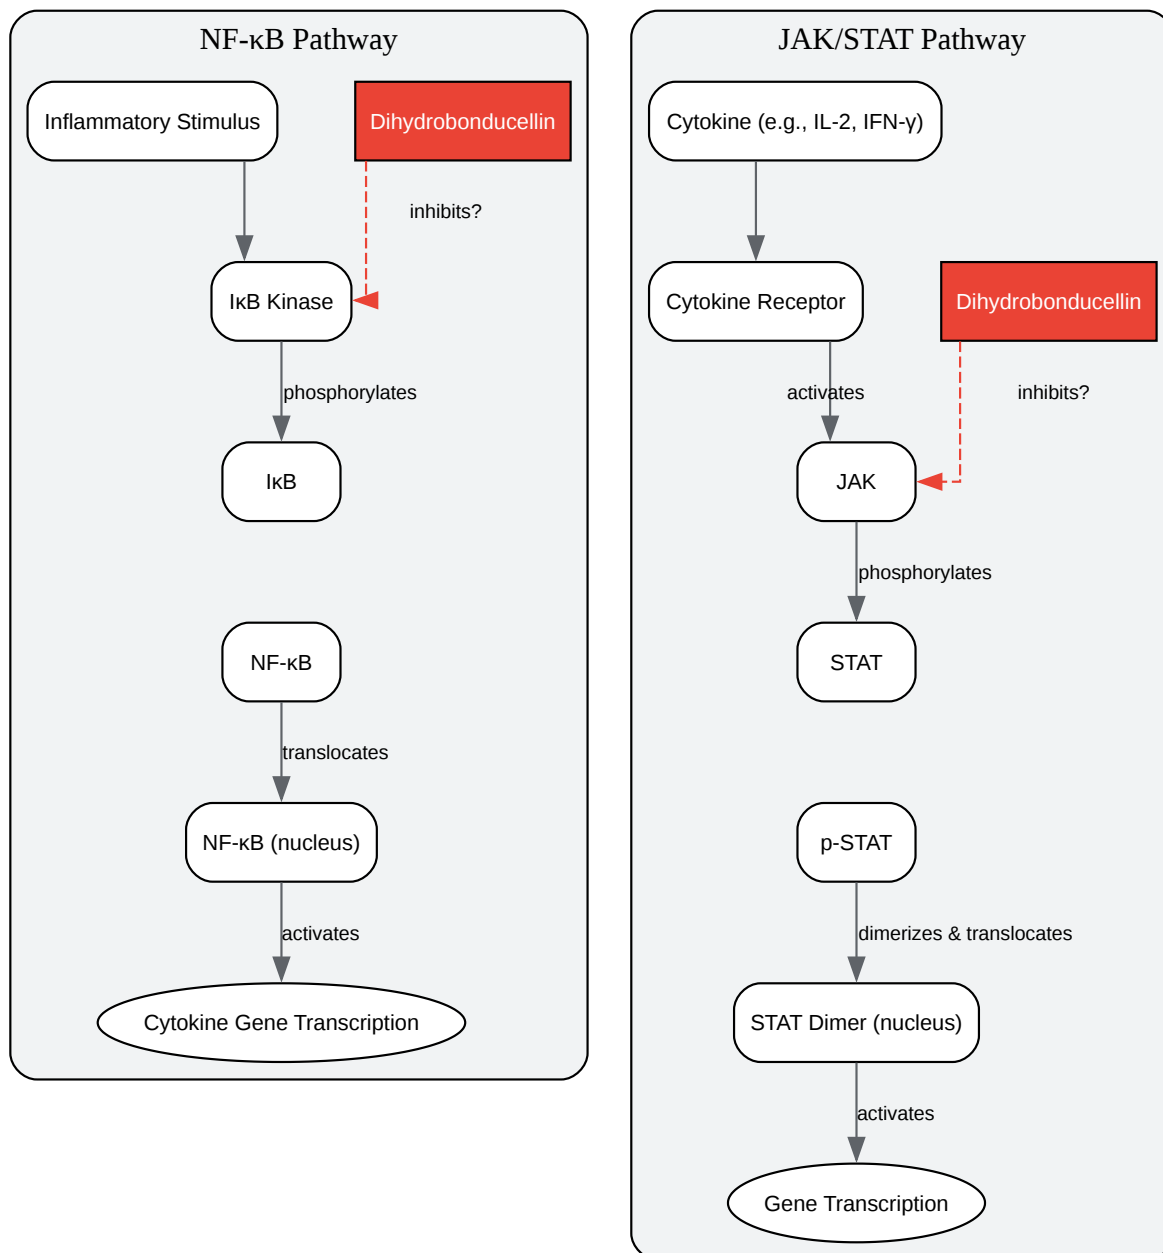 NF-κB Pathway
Inflammatory Stimulus
Dihydrobonducellin
inhibits?
IκB Kinase
phosphorylates
IκB
NF-κB
translocates
NF-κB (nucleus)
activates
Cytokine Gene Transcription
JAK/STAT Pathway
Cytokine (e.g., IL-2, IFN-γ)
Cytokine Receptor
Dihydrobonducellin
activates
inhibits?
JAK
phosphorylates
STAT
p-STAT
dimerizes & translocates
STAT Dimer (nucleus)
activates
Gene Transcription